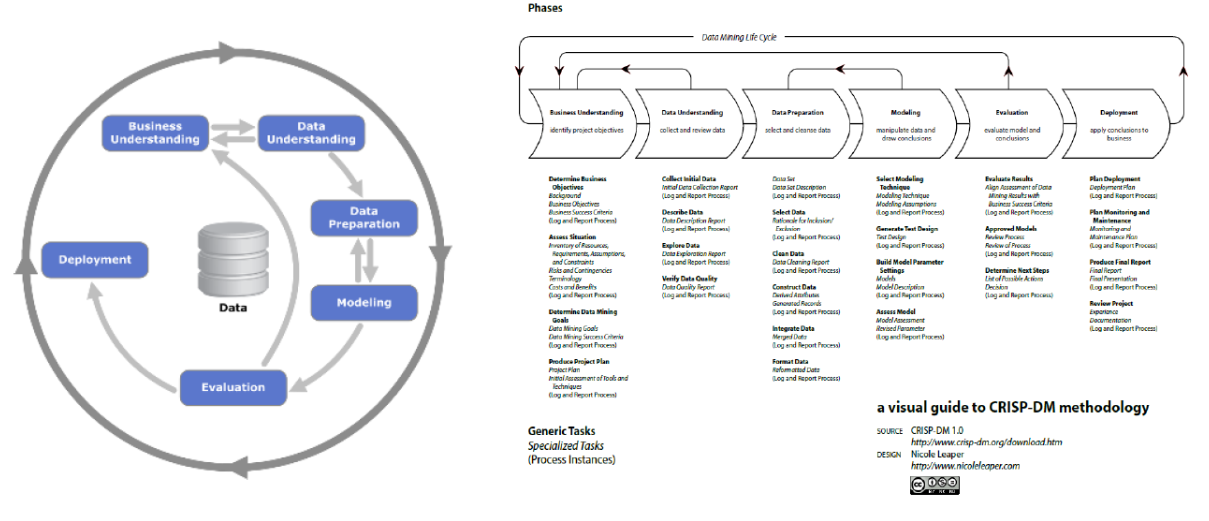 Business
Understanding
Data
Understanding
Data
Preparation
Modeling
Evaluation
Deployment
Data
Phases
Data Mining Life Cycle
Business Understanding
identify project objectives
Data Understanding
collect and review data
Data Preparation
select and cleanse data
Modeling
manipulate data and
draw conclusions
Evaluation
evaluate model and
conclusions
Deployment
apply conclusions to
business
Determine Business
Objectives
Background
Business Objectives
Business Success Criteria
(Log and Report Process)
Assess Situation
Inventory of Resources,
Requirements, Assumptions,
and Constraints
Risks and Contingencies
Terminology
Costs and Benefits
(Log and Report Process)
Determine Data Mining
Goals
Data Mining Goals
Data Mining Success Criteria
(Log and Report Process)
Produce Project Plan
Project Plan
Initial Assessment of Tools and
Techniques
(Log and Report Process)
Collect Initial Data
Initial Data Collection Report
(Log and Report Process)
Describe Data
Data Description Report
(Log and Report Process)
Explore Data
Data Exploration Report
(Log and Report Process)
Verify Data Quality
Data Quality Report
(Log and Report Process)
Data Set
Data Set Description
(Log and Report Process)
Select Data
Rationale for Inclusion/
Exclusion
(Log and Report Process)
Clean Data
Data Cleaning Report
(Log and Report Process)
Construct Data
Derived Attributes
Generated Records
(Log and Report Process)
Integrate Data
Merged Data
(Log and Report Process)
Format Data
Reformatted Data
(Log and Report Process)
Select Modeling
Technique
Modeling Technique
Modeling Assumptions
(Log and Report Process)
Generate Test Design
Test Design
(Log and Report Process)
Build Model Parameter
Settings
Models
Model Description
(Log and Report Process)
Assess Model
Model Assessment
Revised Parameter
(Log and Report Process)
Evaluate Results
Align Assessment of Data
Mining Results with
Business Success Criteria
(Log and Report Process)
Approved Models
Review Process
Review of Process
(Log and Report Process)
Determine Next Steps
List of Possible Actions
Decision
(Log and Report Process)
Plan Deployment
Deployment Plan
(Log and Report Process)
Plan Monitoring and
Maintenance
Monitoring and
Maintenance Plan
(Log and Report Process)
Produce Final Report
Final Report
Final Presentation
(Log and Report Process)
Review Project
Experience
Documentation
(Log and Report Process)
Generic Tasks
Specialized Tasks
(Process Instances)
a visual guide to CRISP-DM methodology
SOURCE CRISP-DM 1.0
http://www.crisp-dm.org/download.htm
DESIGN Nicole Leaper
http://www.nicoleleaper.com